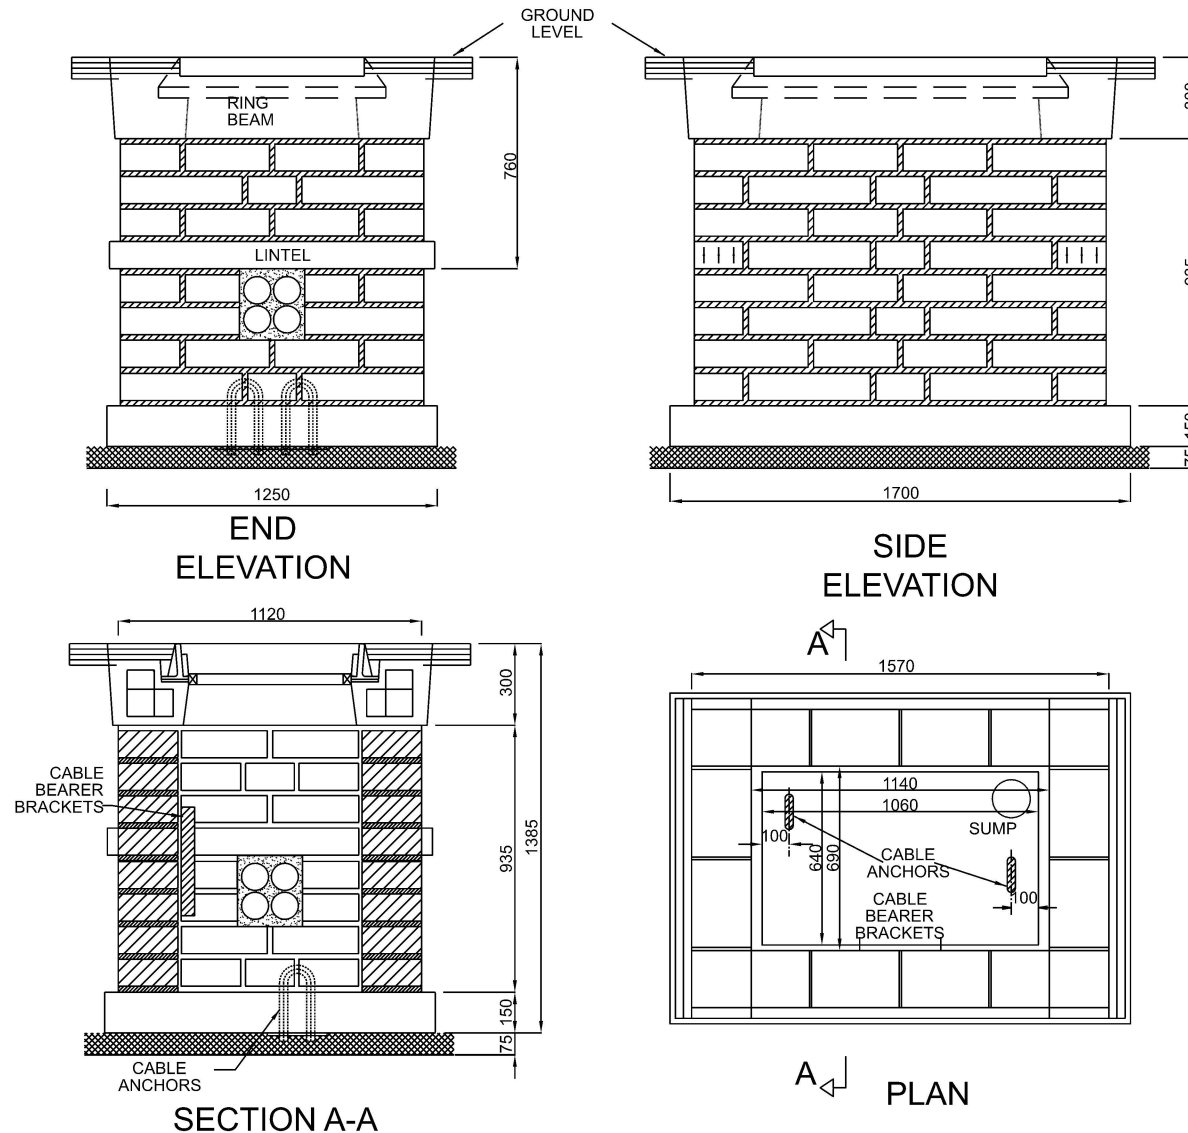 GROUND
LEVEL
RING
BEAM
760
LINTEL
1250
END
ELEVATION
150
75
1700
SIDE
ELEVATION
1120
300
CABLE
BEARER
BRACKETS
935
1385
150
75
CABLE
ANCHORS
SECTION A-A
A
1570
1140
1060
SUMP
100
640
690
CABLE
ANCHORS
100
CABLE
BEARER
BRACKETS
A
PLAN